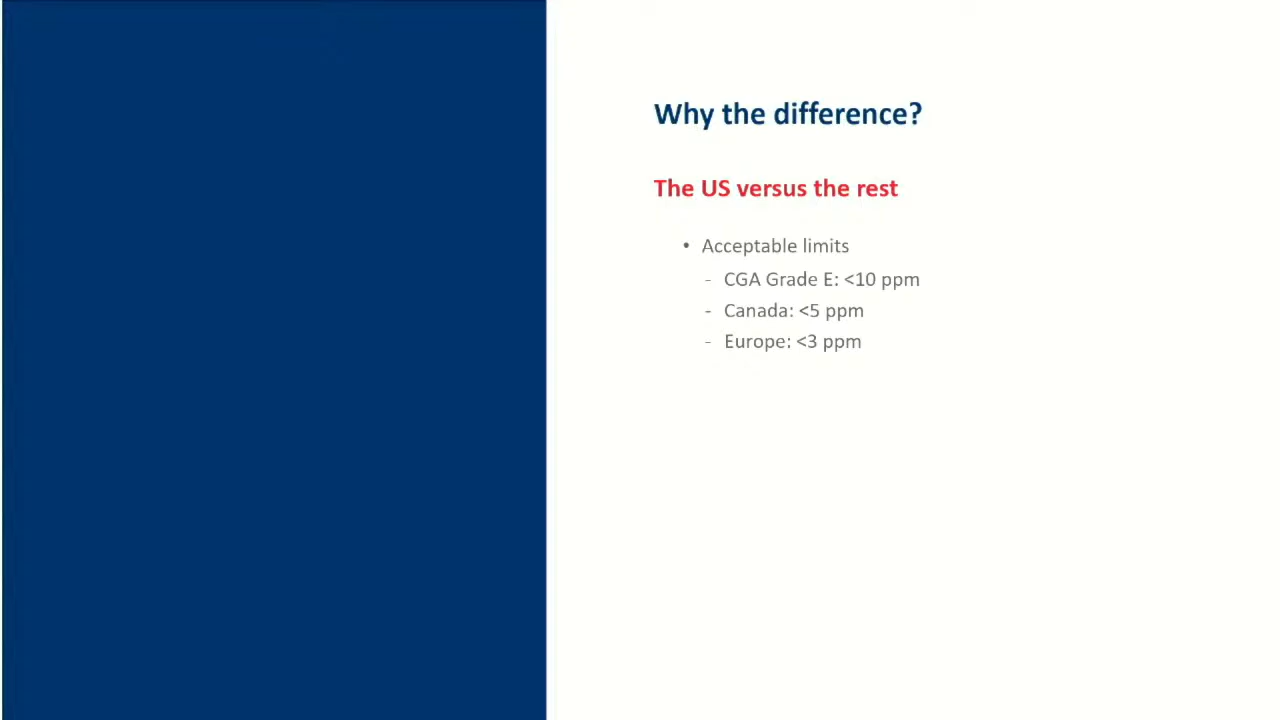 Why the difference?
The US versus the rest
• Acceptable limits
- CGA Grade E: <10 ppm
- Canada: <5 ppm
- Europe: <3 ppm